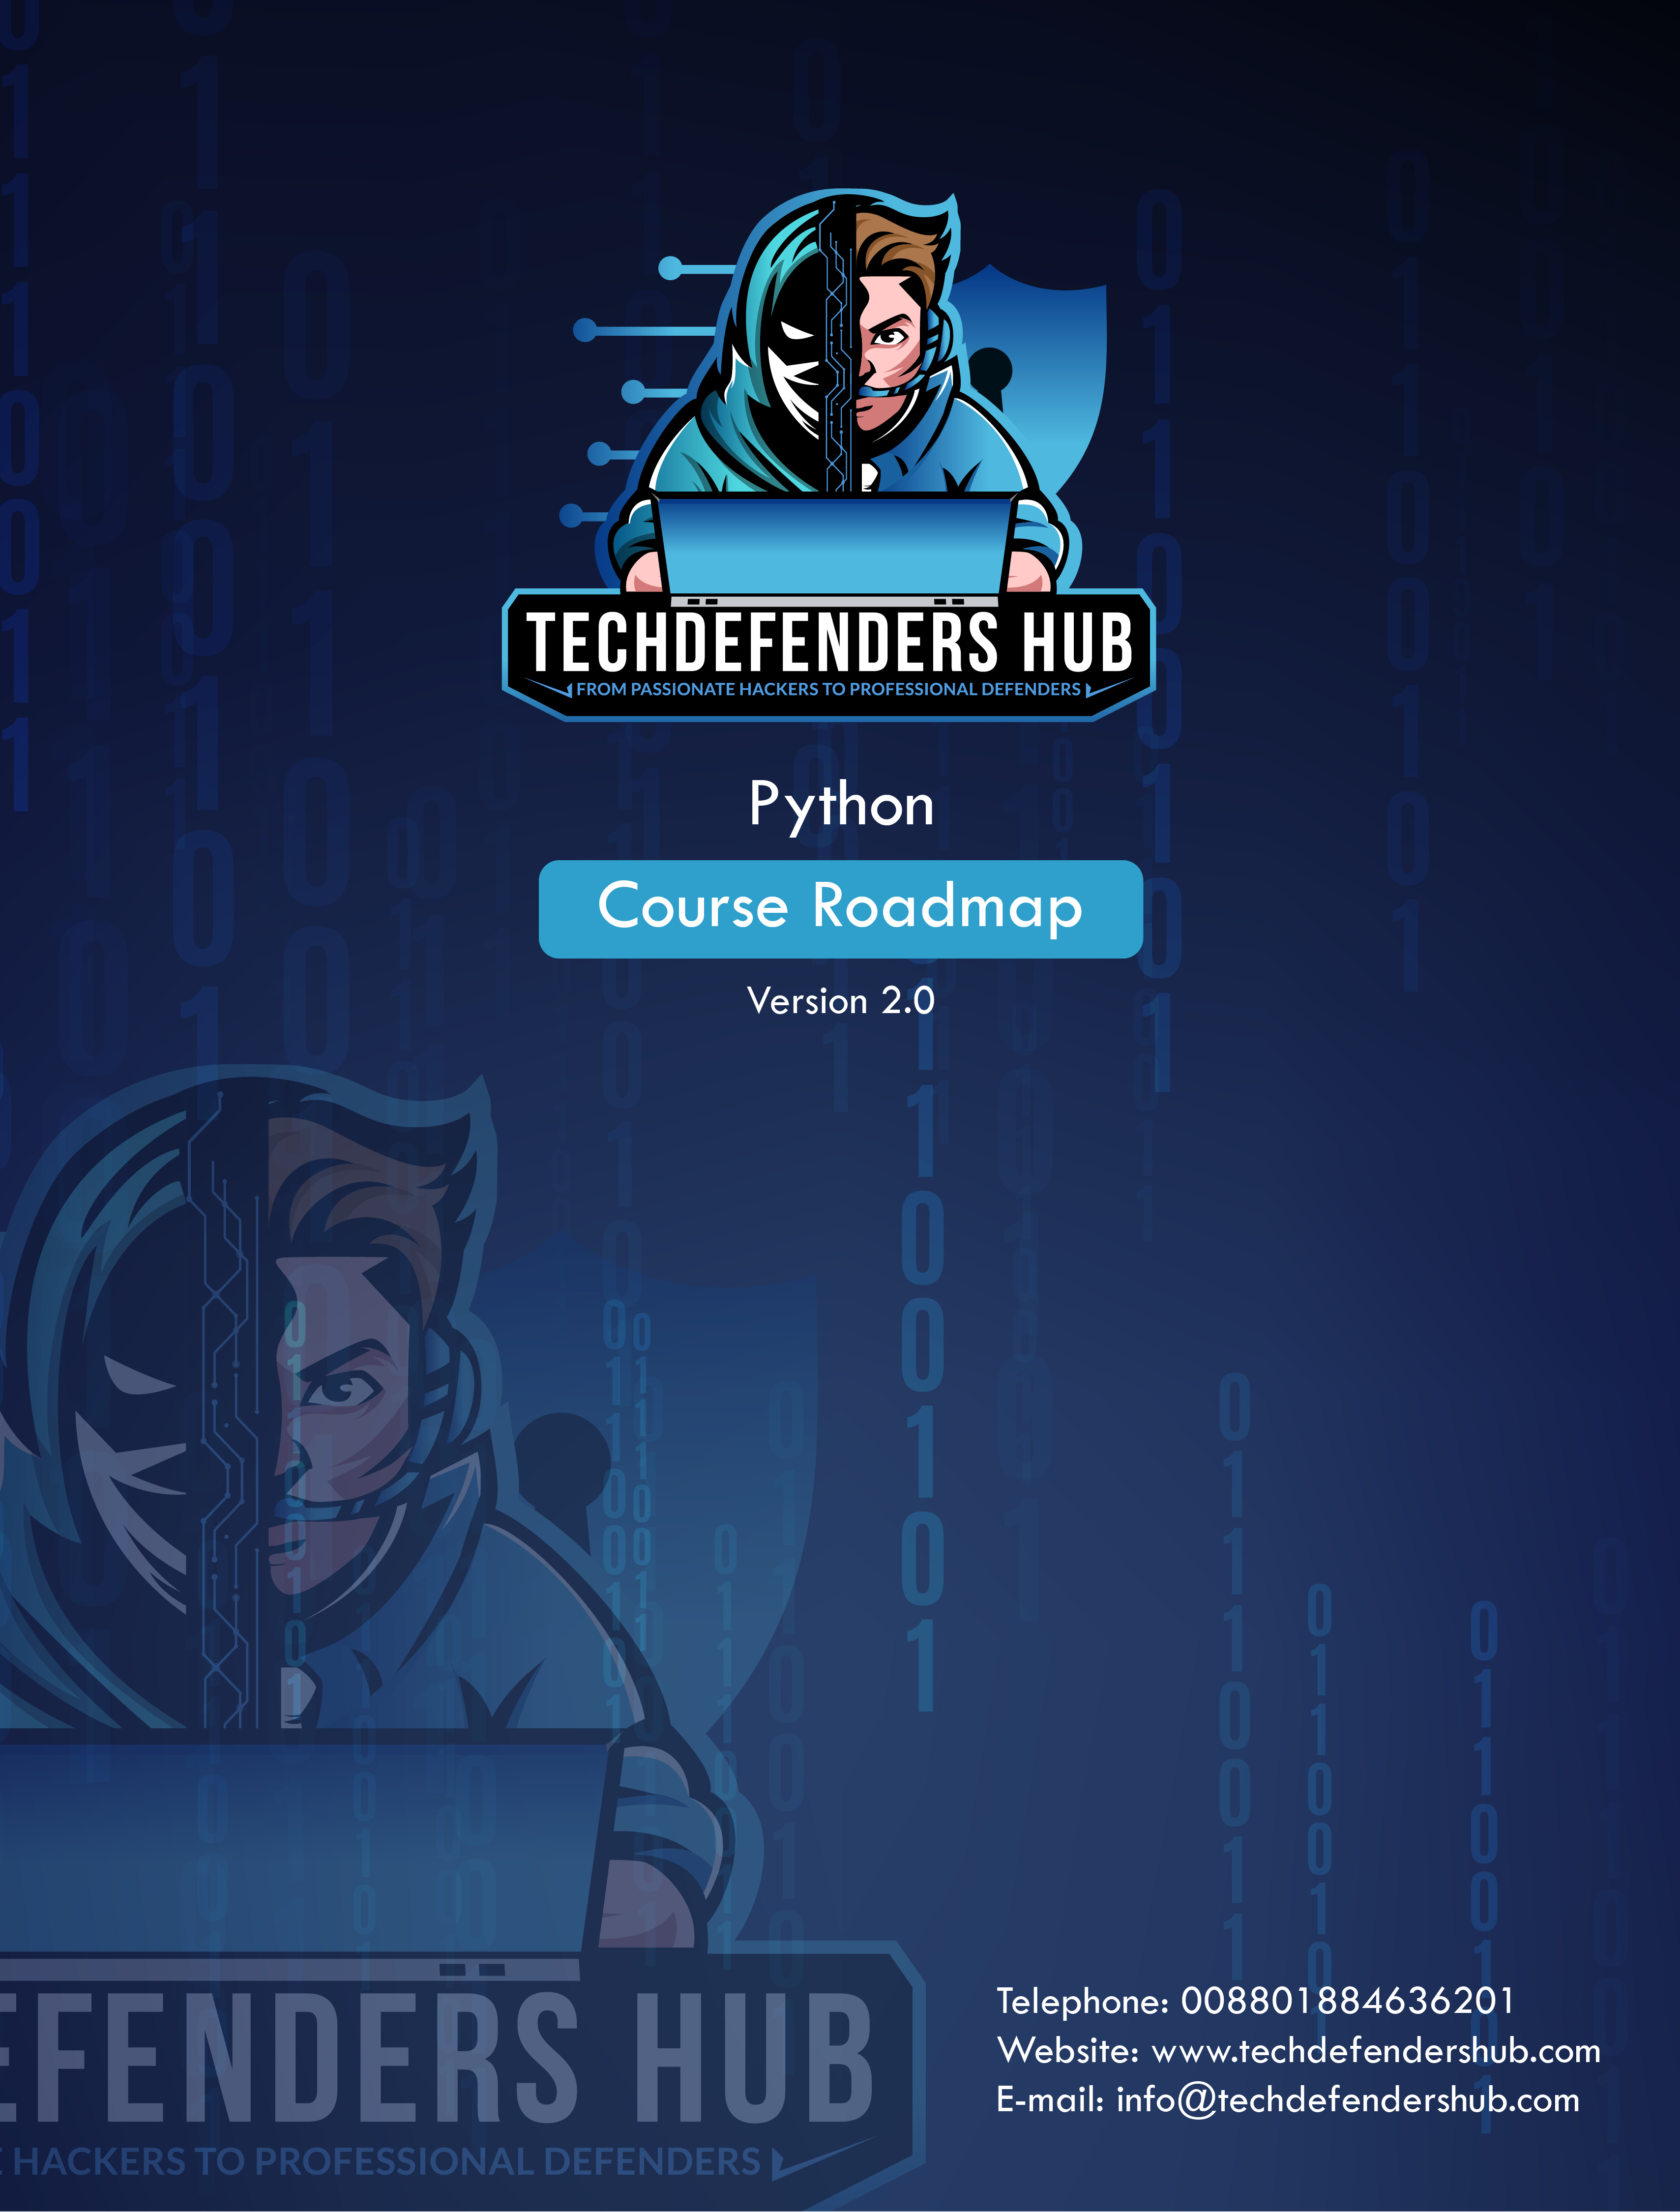 TECHDEFENDERS HUB
FROM PASSIONATE HACKERS TO PROFESSIONAL DEFENDERS
Python
Course Roadmap
Version 2.0
EFENDERS HUB
HACKERS TO PROFESSIONAL DEFENDERS
Telephone: 008801884636201
Website: www.techdefendershub.com
E-mail: info@techdefendershub.com